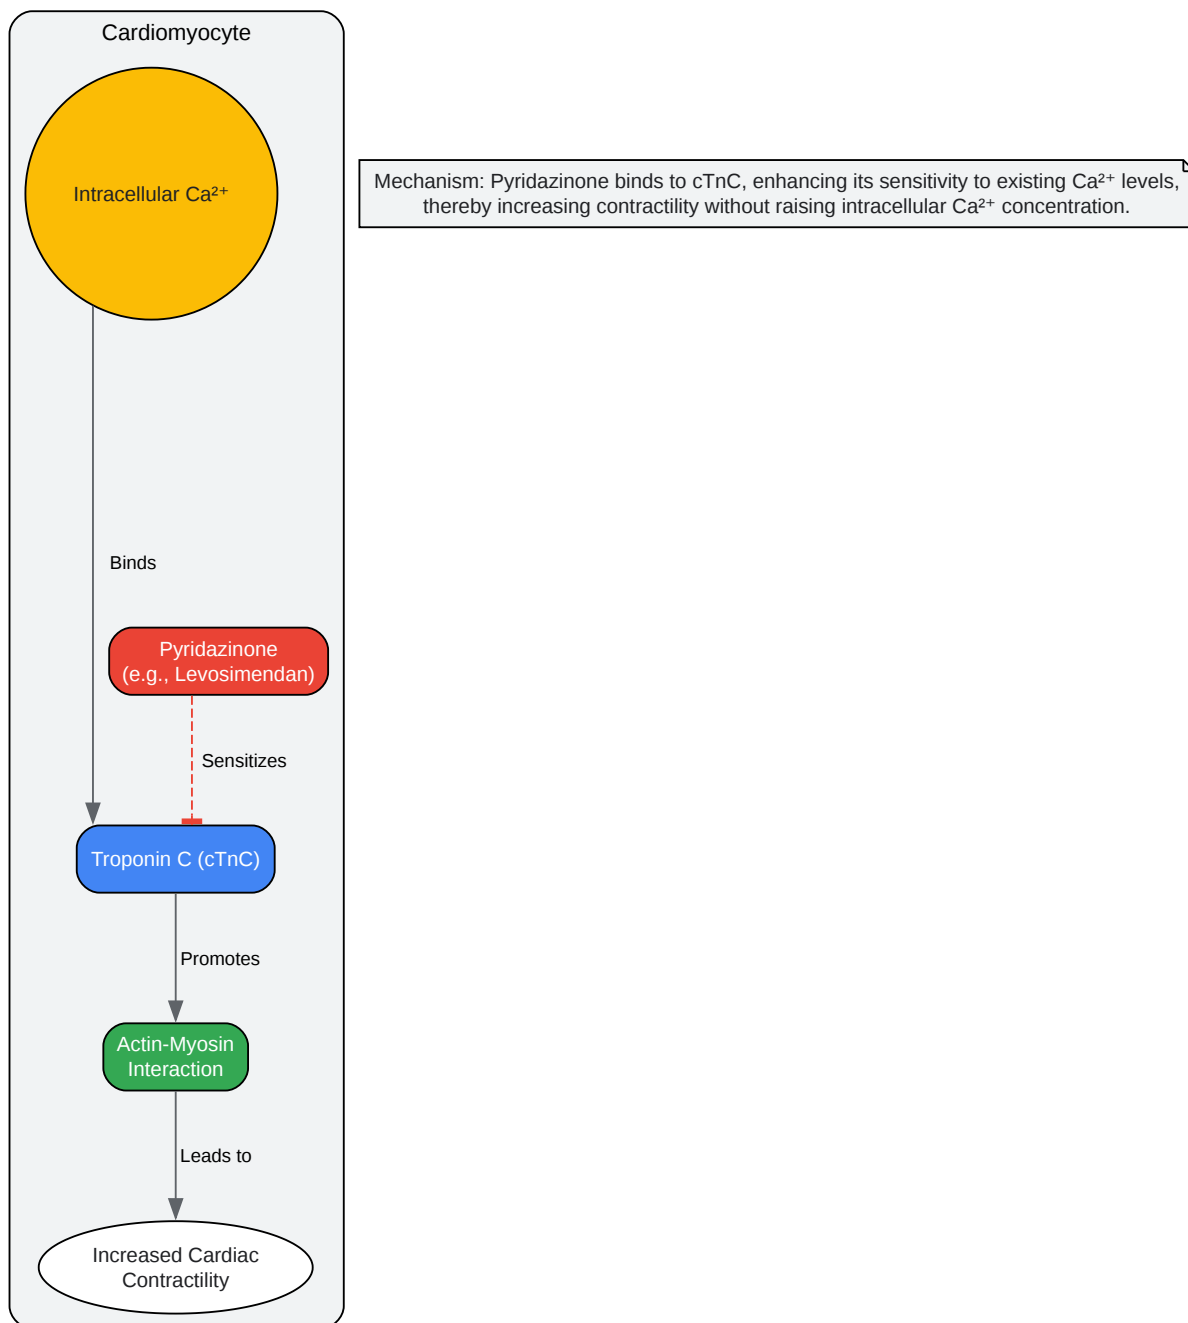 Cardiomyocyte
Intracellular Ca²⁺
Mechanism: Pyridazinone binds to cTnC, enhancing its sensitivity to existing Ca²⁺ levels,
thereby increasing contractility without raising intracellular Ca²⁺ concentration.
Binds
Pyridazinone
(e.g., Levosimendan)
Sensitizes
Troponin C (cTnC)
Promotes
Actin-Myosin
Interaction
Leads to
Increased Cardiac
Contractility